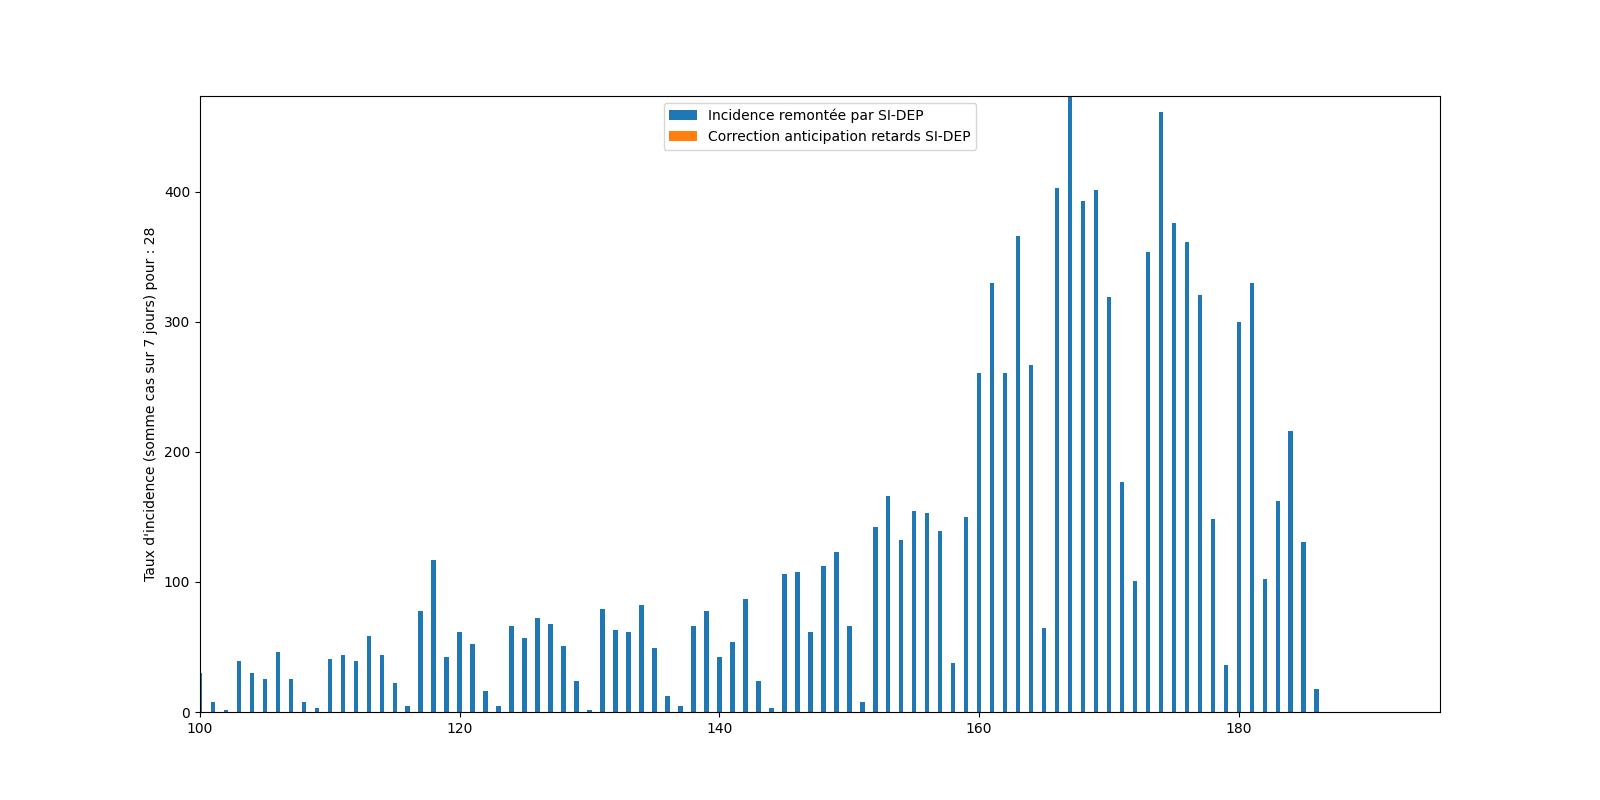 Incidence remontée par SI-DEP
Correction anticipation retards SI-DEP
Taux d'incidence (somme cas sur 7 jours) pour : 28
400
300
200
100
0
100 120 140 160 180